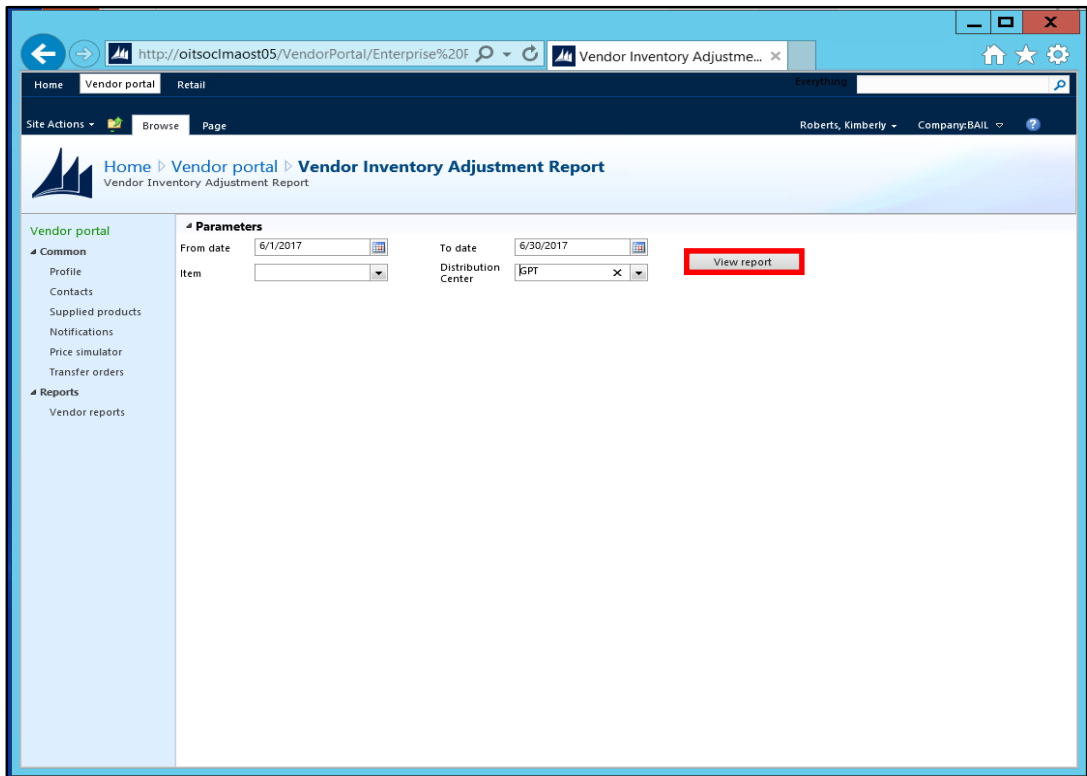 http://oitsoclmaost05/VendorPortal/Enterprise%20F
Vendor Inventory Adjustme...
Home Vendor portal Retail Everything
Site Actions Browse Page Roberts, Kimberly Company:BAIL
Home Vendor portal Vendor Inventory Adjustment Report
Vendor Inventory Adjustment Report
Vendor portal
Common
Profile
Contacts
Supplied products
Notifications
Price simulator
Transfer orders
Reports
Vendor reports
Parameters
From date 6/1/2017 To date 6/30/2017
Item Distribution Center GPT
View report